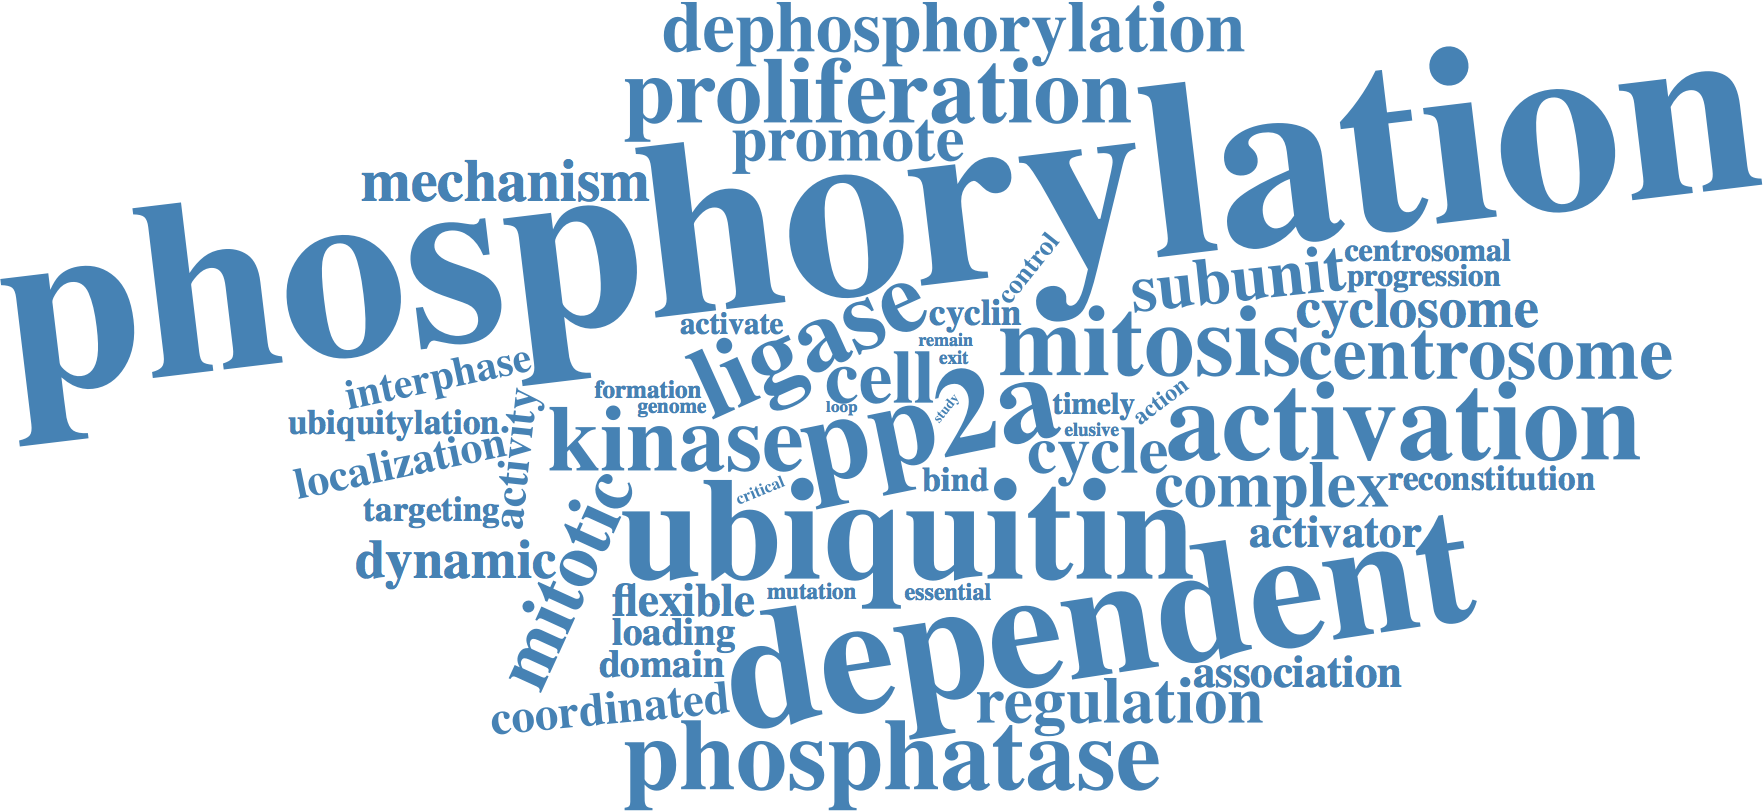 dephosphorylation
proliferation
promote
phosphorylation
mechanism
control
centrosomal
subunit
progression
cyclosome
cyclin
activate
ligase
mitosis
centrosome
remain
exit
interphase
cell
formation
genome
loop
study
pp2a
timely
action
activation
ubiquitylation
activity
kinase
elusive
cycle
localization
bind
complex
reconstitution
critical
targeting
mitotic
ubiquitin
activator
dynamic
dependent
flexible
mutation
essential
loading
domain
association
coordinated
regulation
phosphatase